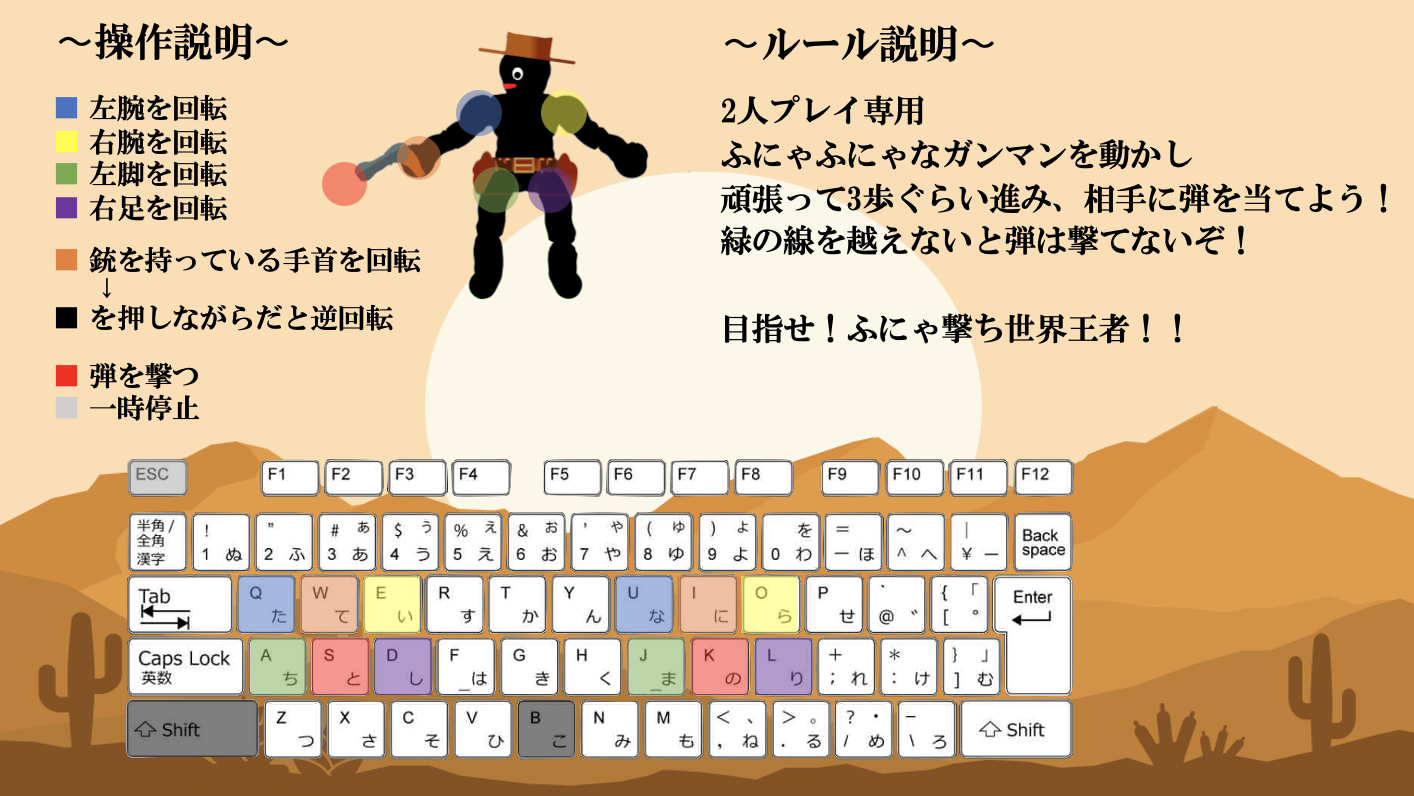 〜操作説明〜
左腕を回転
右腕を回転
左脚を回転
右足を回転
銃を持っている手首を回転
↓
を押しながらだと逆回転
弾を撃つ
一時停止
〜ルール説明〜
2人プレイ専用
ふにゃふにゃなガンマンを動かし
頑張って3歩ぐらい進み、相手に弾を当てよう！
緑の線を越えないと弾は撃てないぞ！
目指せ！ふにゃ撃ち世界王者！！
ESC F1 F2 F3 F4 F5 F6 F7 F8 F9 F10 F11 F12
半角/全角 漢字 ! 1 ぬ " 2 ふ # ぁ 3 あ $ ぅ 4 う % ぇ 5 え & ぉ 6 お ' ゃ 7 や ( ゅ 8 ゆ ) ょ 9 よ を 0 わ = ー ほ 〜 ^ へ | ¥ ー Back space
Tab Q た W て E い R す T か Y ん U な I に O ら P せ ` @ ゛ { 「 [ ゜ Enter
Caps Lock 英数 A ち S と D し F _ は G き H く J _ ま K の L り + ; れ * : け } 」 ] む
Shift Z つ X さ C そ V ひ B こ N み M も < 、 , ね > 。 . る ? ・ / め − \ ろ Shift